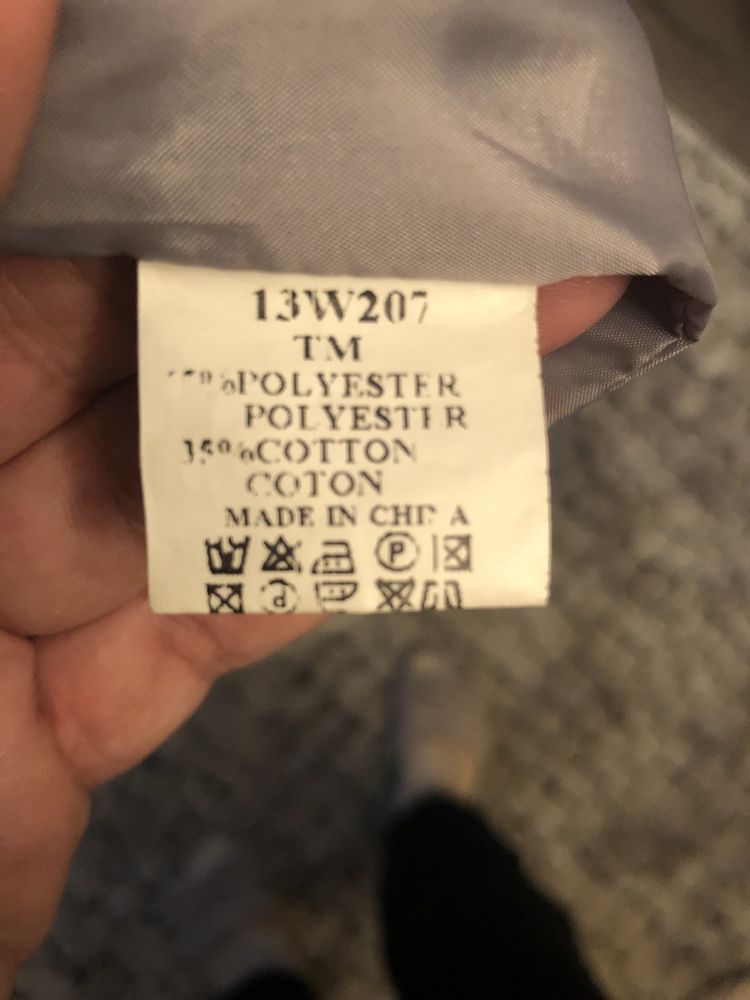 13W207
TM
POLYESTER
POLYESTER
35%COTTON
COTON
MADE IN CHINA
P
P